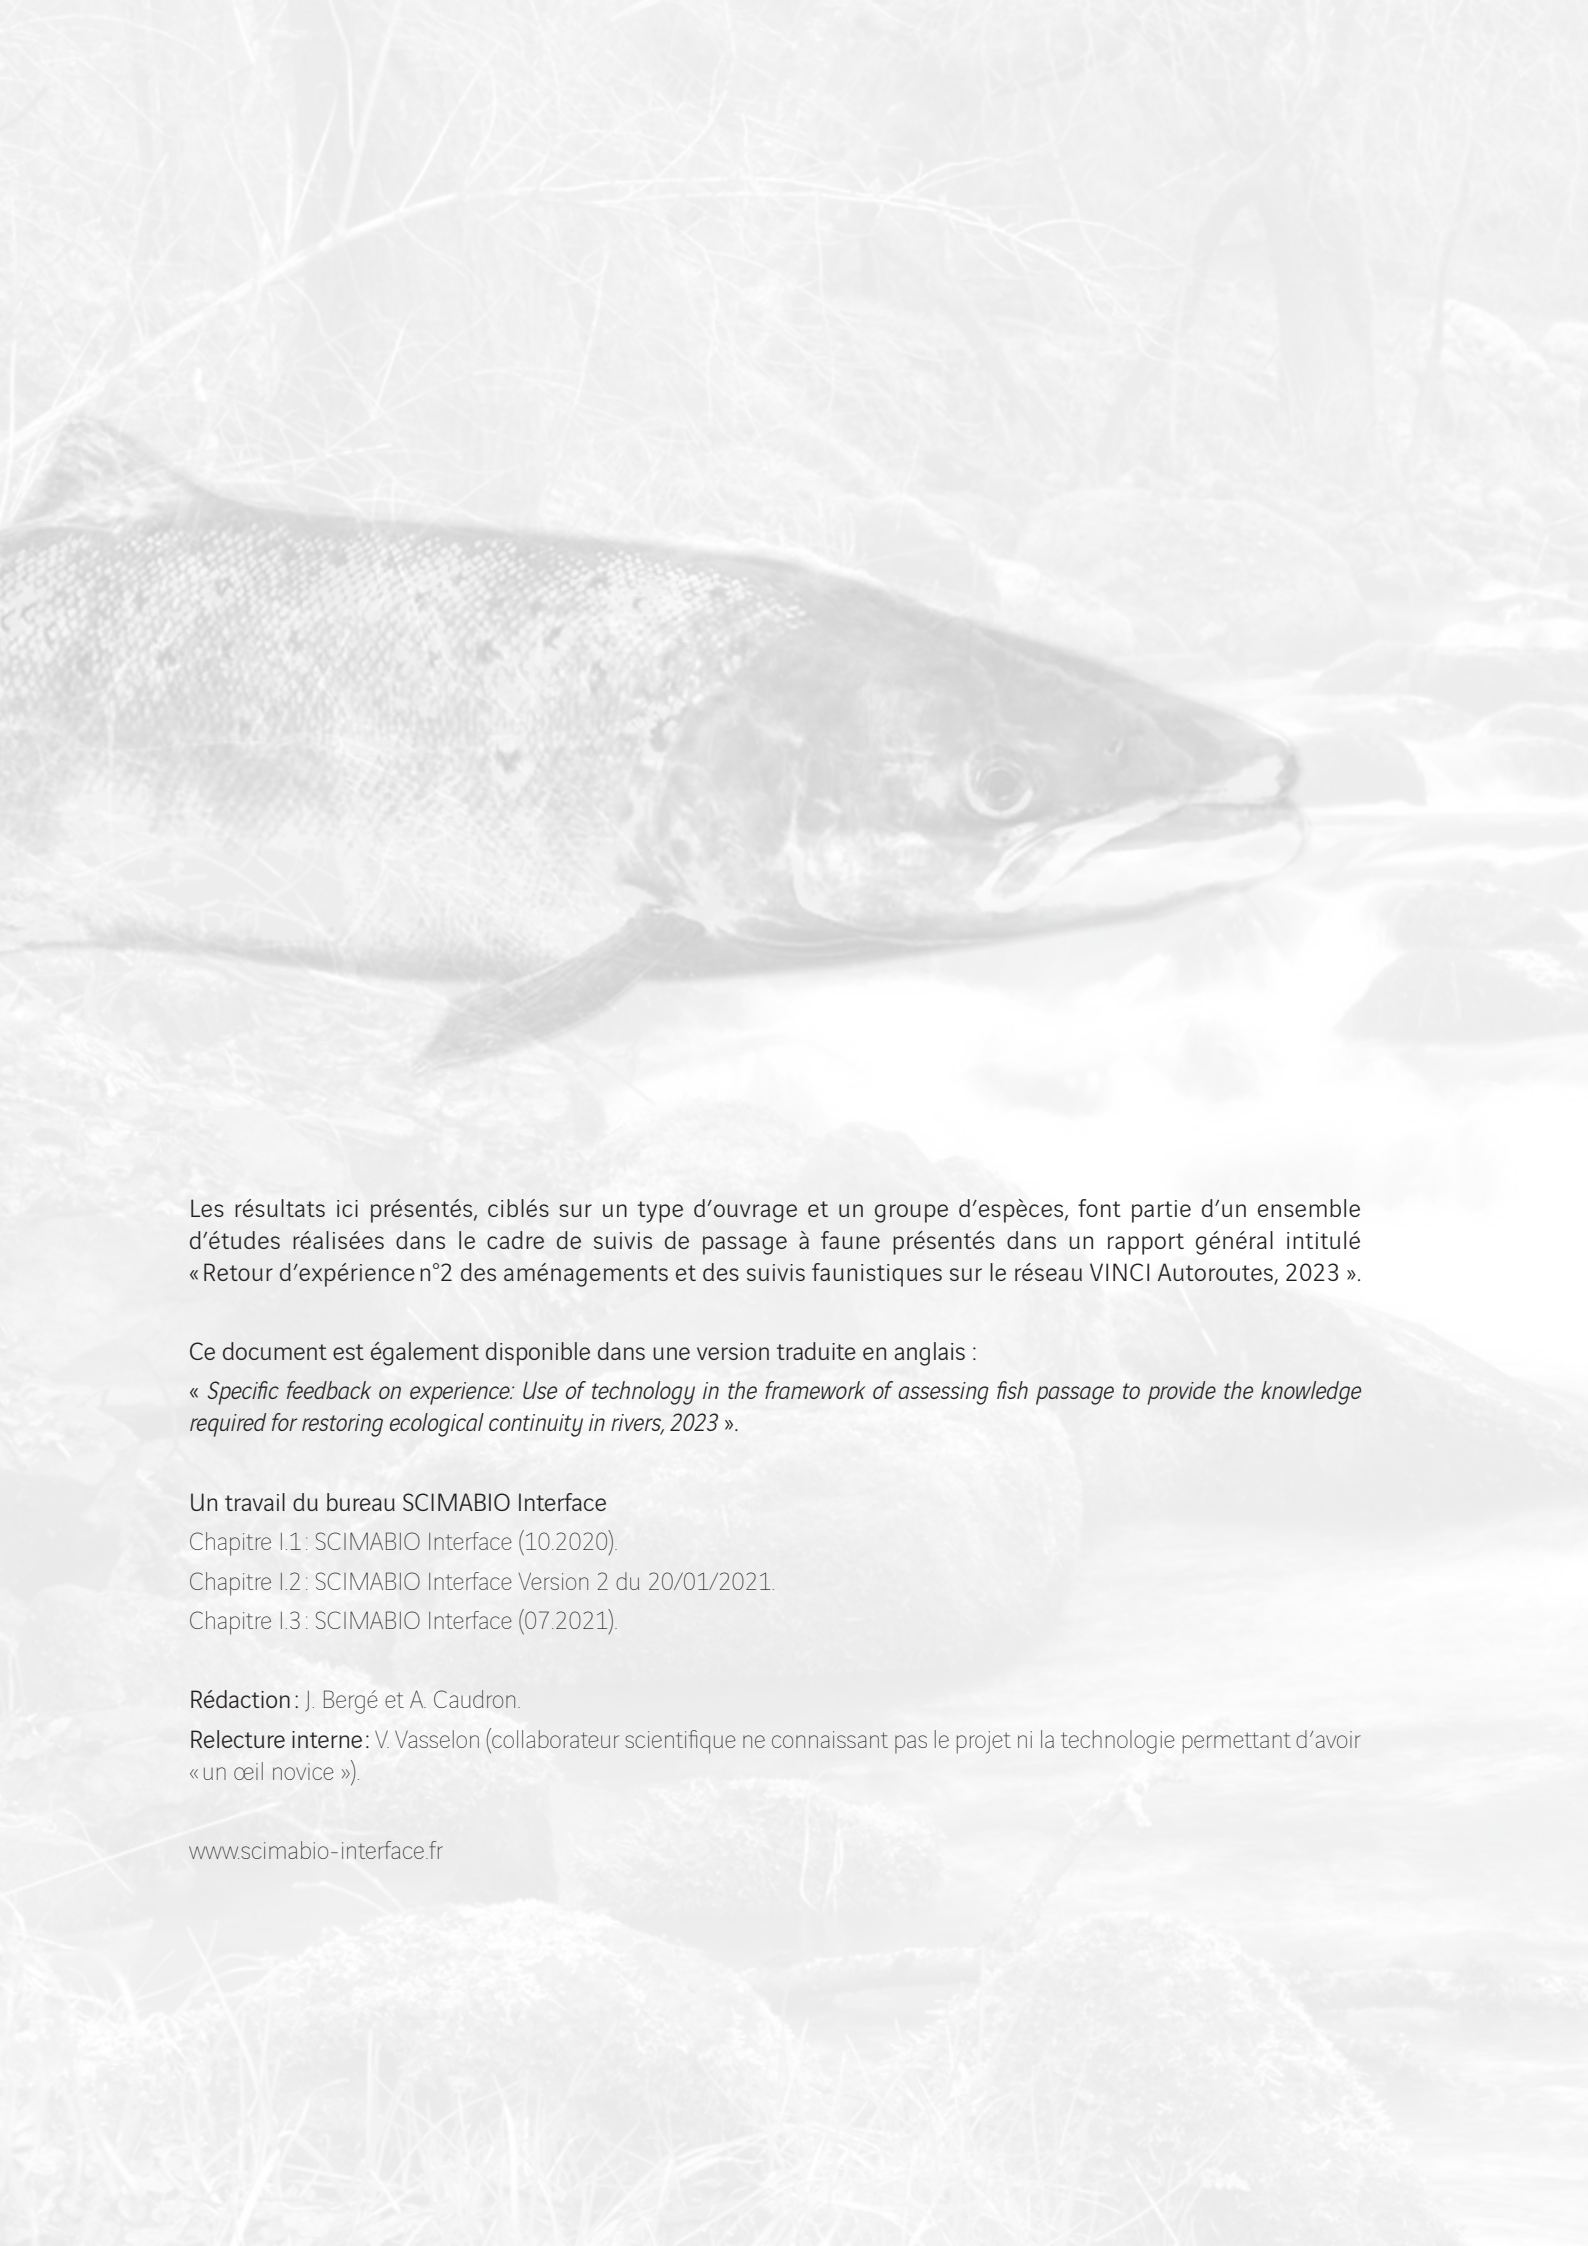 Les résultats ici présentés, ciblés sur un type d’ouvrage et un groupe d’espèces, font partie d’un ensemble
d’études réalisées dans le cadre de suivis de passage à faune présentés dans un rapport général intitulé
« Retour d’expérience n°2 des aménagements et des suivis faunistiques sur le réseau VINCI Autoroutes, 2023 ».
Ce document est également disponible dans une version traduite en anglais :
« Specific feedback on experience: Use of technology in the framework of assessing fish passage to provide the knowledge
required for restoring ecological continuity in rivers, 2023 ».
Un travail du bureau SCIMABIO Interface
Chapitre I.1 : SCIMABIO Interface (10.2020).
Chapitre I.2 : SCIMABIO Interface Version 2 du 20/01/2021.
Chapitre I.3 : SCIMABIO Interface (07.2021).
Rédaction : J. Bergé et A. Caudron.
Relecture interne : V. Vasselon (collaborateur scientifique ne connaissant pas le projet ni la technologie permettant d’avoir
« un œil novice »).
www.scimabio-interface.fr